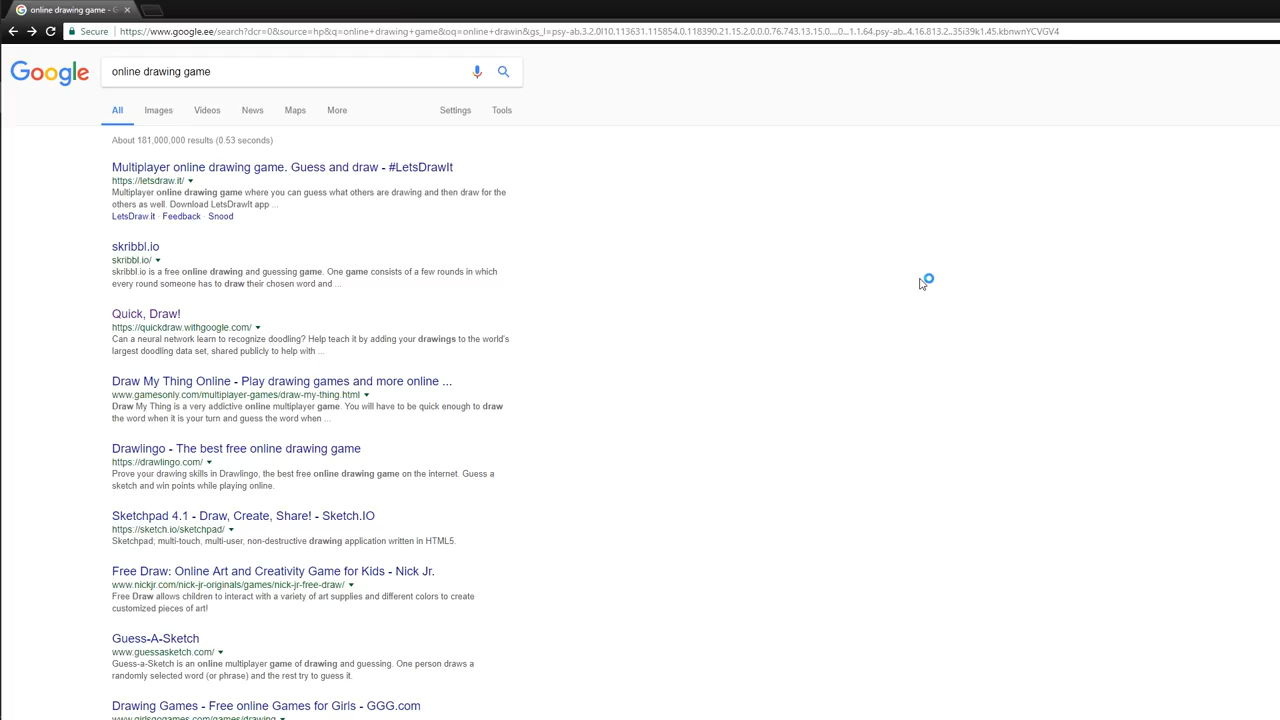 online drawing game - G
Secure https://www.google.ee/search?dcr=0&source=hp&q=online+drawing+game&oq=online+drawin&gs_l=psy-ab.3.2.0l10.113631.115854.0.118390.21.15.2.0.0.0.76.743.13.15.0....0...1.1.64.psy-ab..4.16.813.2..35i39k1.45.kbnwnYCVGV4
Google online drawing game
All Images Videos News Maps More Settings Tools
About 181,000,000 results (0.53 seconds)
Multiplayer online drawing game. Guess and draw - #LetsDrawIt
https://letsdraw.it/
Multiplayer online drawing game where you can guess what others are drawing and then draw for the
others as well. Download LetsDrawIt app ...
LetsDraw.it · Feedback · Snood
skribbl.io
skribbl.io/
skribbl.io is a free online drawing and guessing game. One game consists of a few rounds in which
every round someone has to draw their chosen word and ...
Quick, Draw!
https://quickdraw.withgoogle.com/
Can a neural network learn to recognize doodling? Help teach it by adding your drawings to the world's
largest doodling data set, shared publicly to help with ...
Draw My Thing Online - Play drawing games and more online ...
www.gamesonly.com/multiplayer-games/draw-my-thing.html
Draw My Thing is a very addictive online multiplayer game. You will have to be quick enough to draw
the word when it is your turn and guess the word when ...
Drawlingo - The best free online drawing game
https://drawlingo.com/
Prove your drawing skills in Drawlingo, the best free online drawing game on the internet. Guess a
sketch and win points while playing online.
Sketchpad 4.1 - Draw, Create, Share! - Sketch.IO
https://sketch.io/sketchpad/
Sketchpad; multi-touch, multi-user, non-destructive drawing application written in HTML5.
Free Draw: Online Art and Creativity Game for Kids - Nick Jr.
www.nickjr.com/nick-jr-originals/games/nick-jr-free-draw/
Free Draw allows children to interact with a variety of art supplies and different colors to create
customized pieces of art!
Guess-A-Sketch
www.guessasketch.com/
Guess-a-Sketch is an online multiplayer game of drawing and guessing. One person draws a
randomly selected word (or phrase) and the rest try to guess it.
Drawing Games - Free online Games for Girls - GGG.com
www.girlsgogames.com/games/drawing